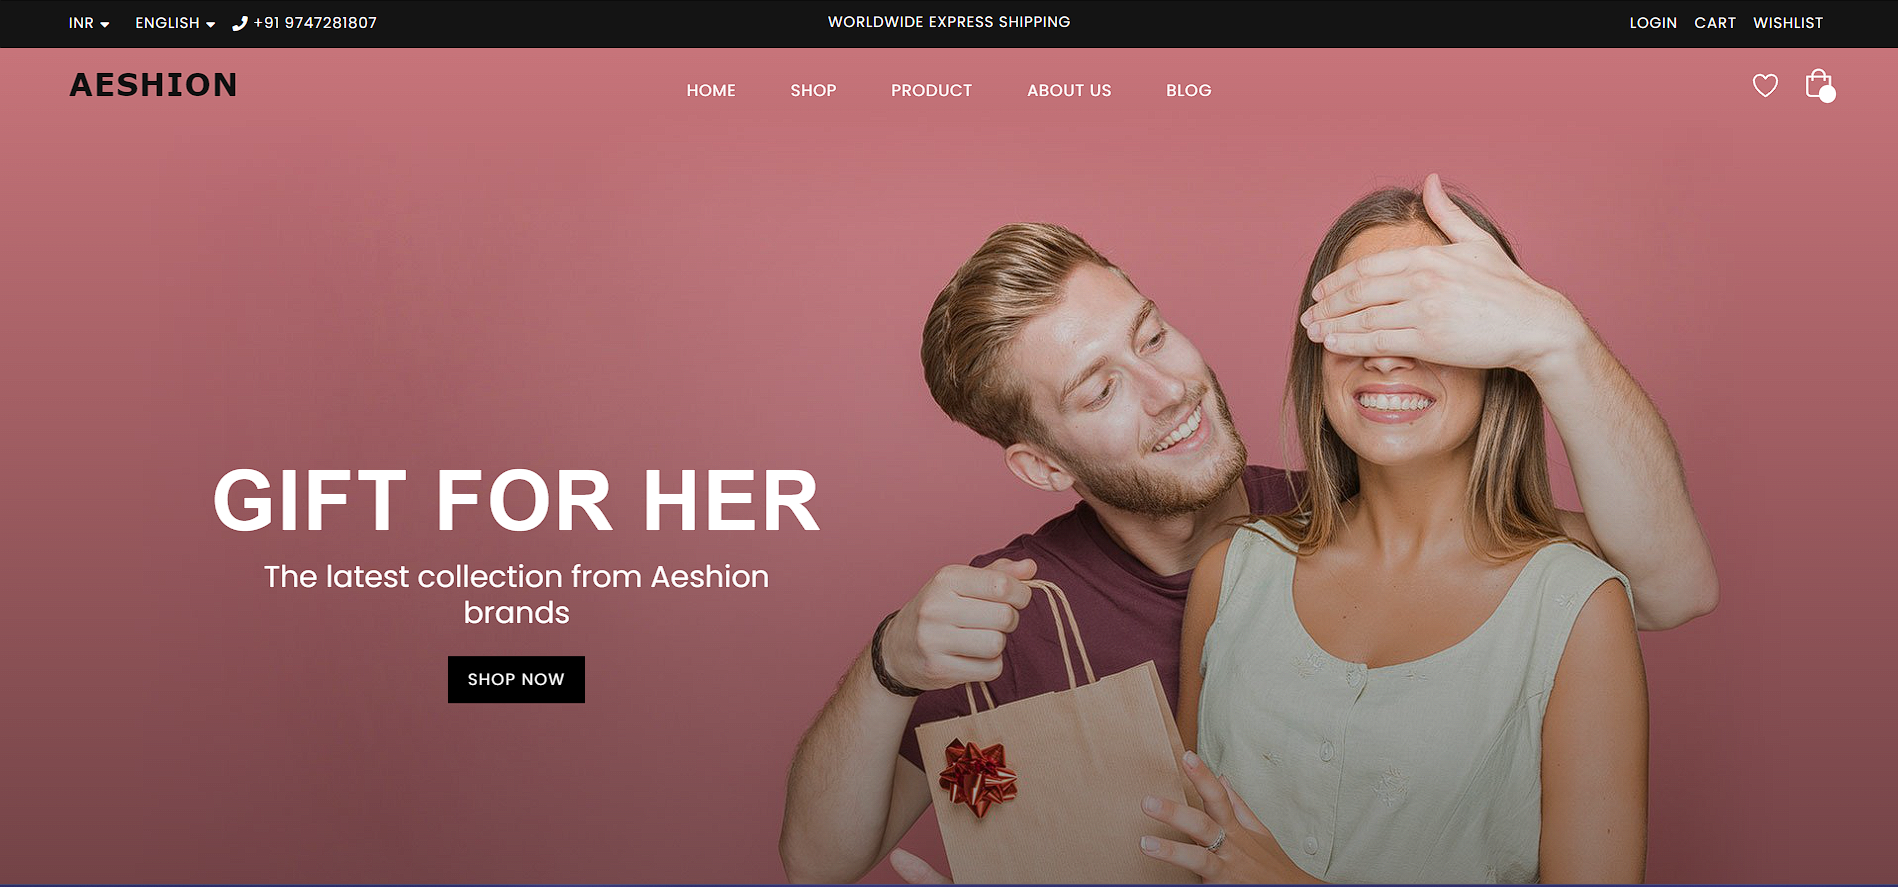 INR
ENGLISH
+91 9747281807
WORLDWIDE EXPRESS SHIPPING
LOGIN
CART
WISHLIST
AESHION
HOME
SHOP
PRODUCT
ABOUT US
BLOG
GIFT FOR HER
The latest collection from Aeshion
brands
SHOP NOW